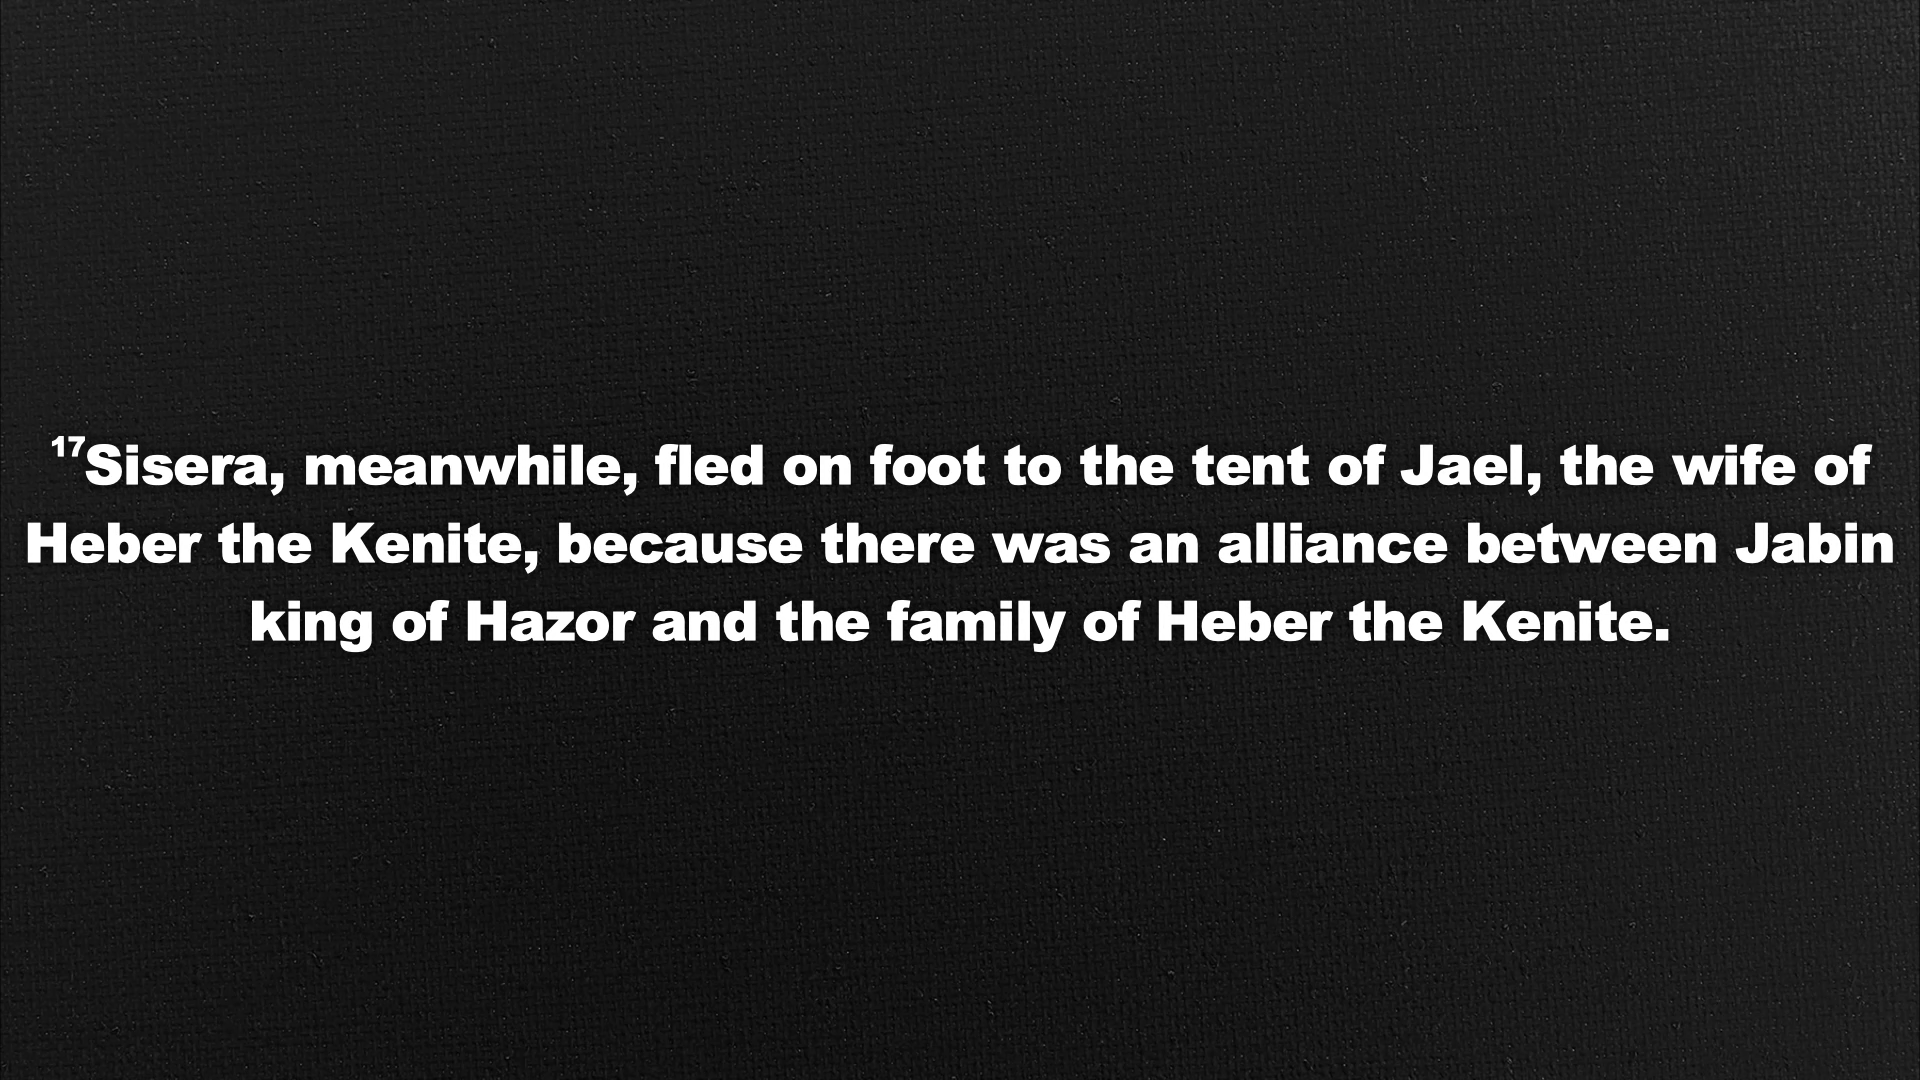 17Sisera, meanwhile, fled on foot to the tent of Jael, the wife of
Heber the Kenite, because there was an alliance between Jabin
king of Hazor and the family of Heber the Kenite.